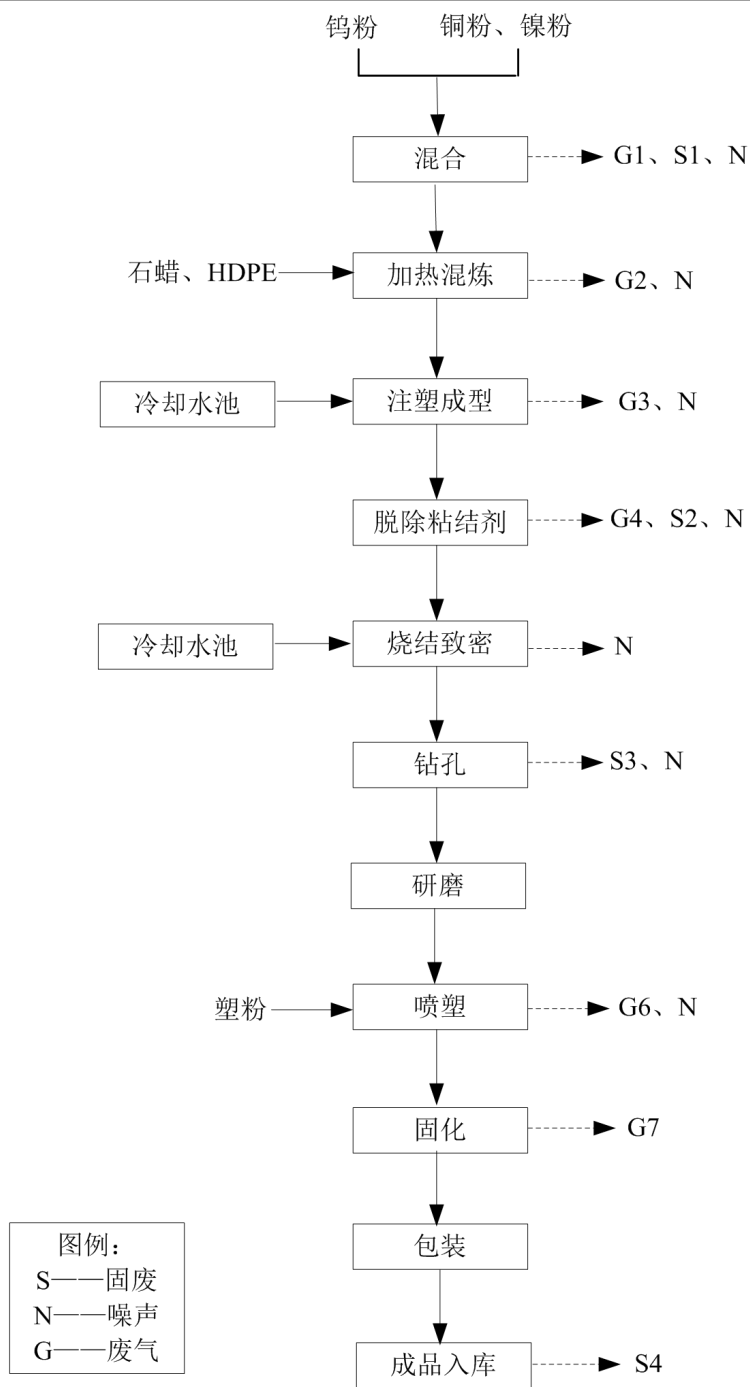 钨粉 铜粉、镍粉
混合 G1、S1、N
石蜡、HDPE 加热混炼 G2、N
冷却水池 注塑成型 G3、N
脱除粘结剂 G4、S2、N
冷却水池 烧结致密 N
钻孔 S3、N
研磨
塑粉 喷塑 G6、N
固化 G7
包装
图例：
S——固废
N——噪声
G——废气
成品入库 S4